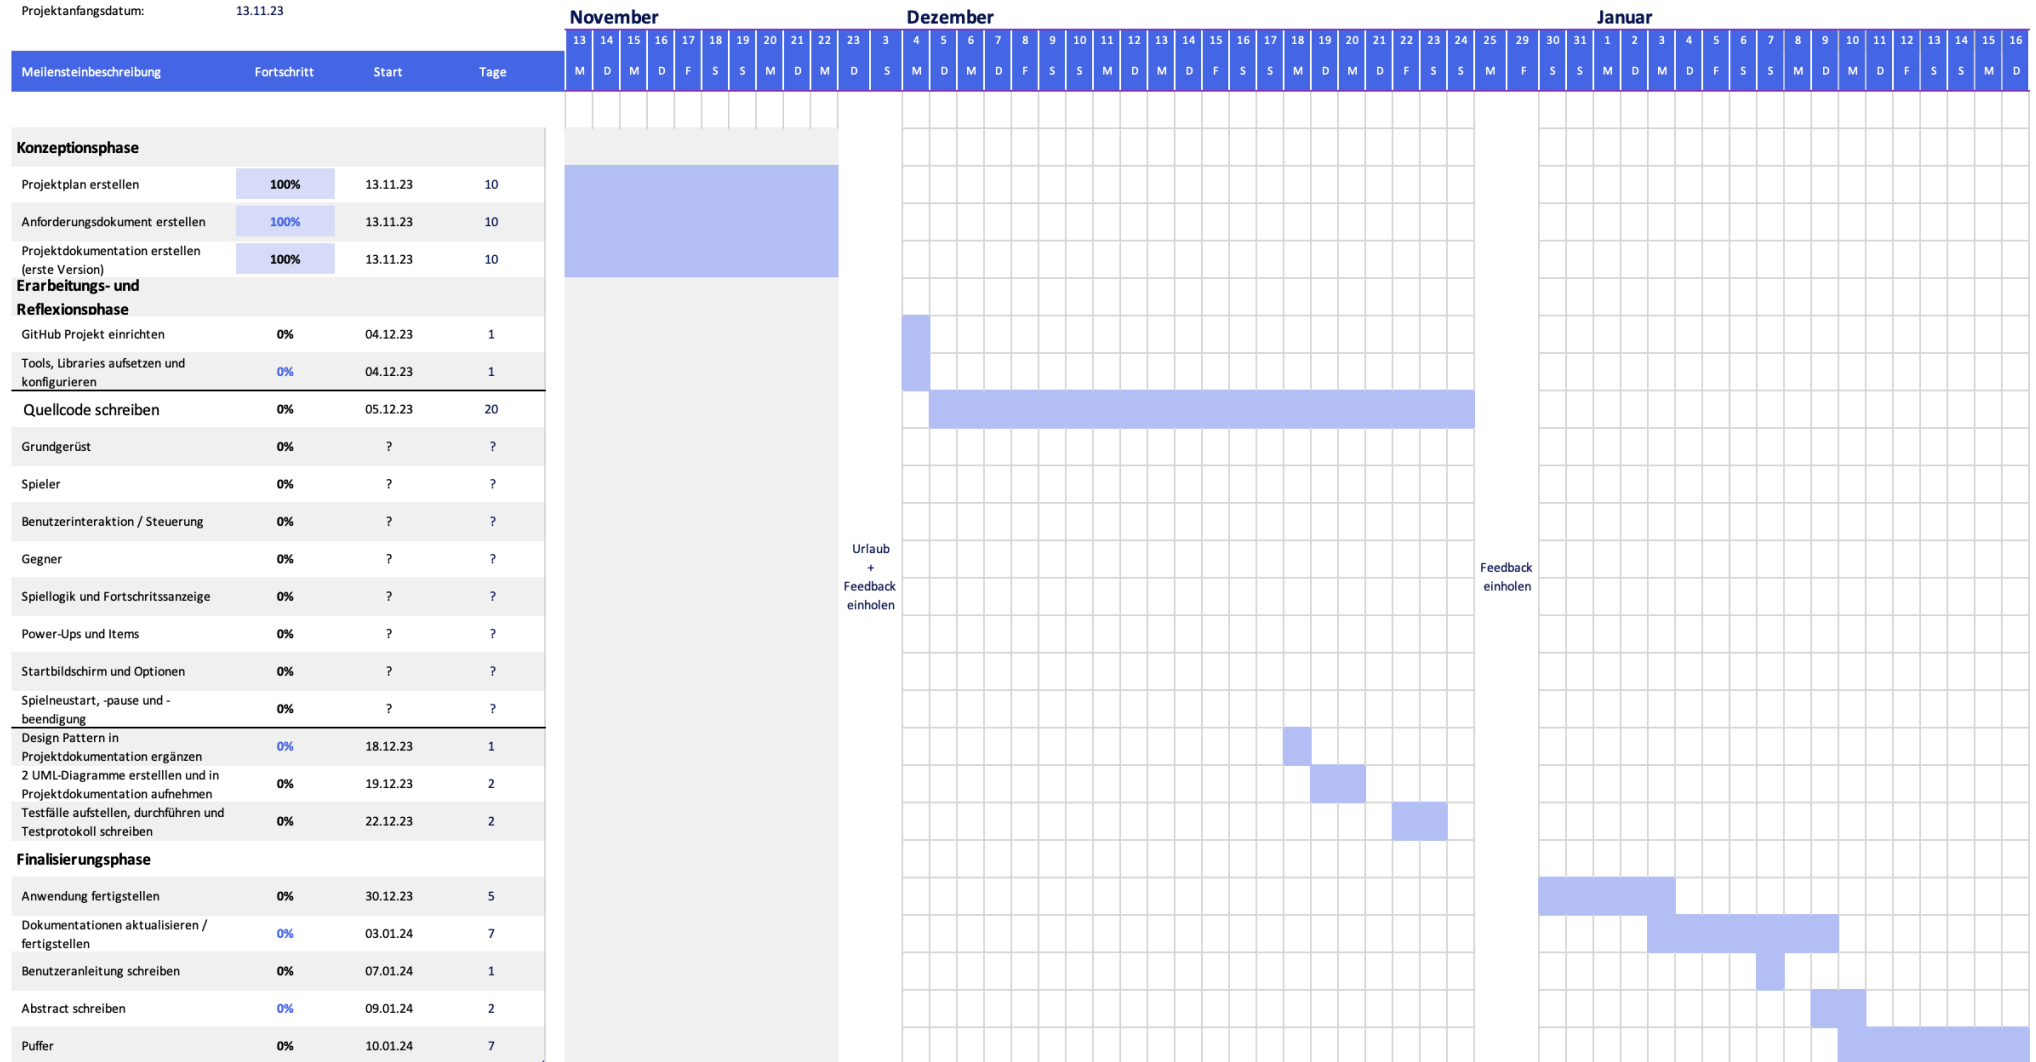 Projektanfangsdatum: 13.11.23
November Dezember Januar
13 14 15 16 17 18 19 20 21 22 23 3 4 5 6 7 8 9 10 11 12 13 14 15 16 17 18 19 20 21 22 23 24 25 29 30 31 1 2 3 4 5 6 7 8 9 10 11 12 13 14 15 16
Meilensteinbeschreibung Fortschritt Start Tage M D M D F S S M D M D S M D M D F S S M D M D F S S M D M D F S S M F S S M D M D F S S M D M D F S S M D
Konzeptionsphase
Projektplan erstellen 100% 13.11.23 10
Anforderungsdokument erstellen 100% 13.11.23 10
Projektdokumentation erstellen
(erste Version) 100% 13.11.23 10
Erarbeitungs- und
Reflexionsphase
GitHub Projekt einrichten 0% 04.12.23 1
Tools, Libraries aufsetzen und
konfigurieren 0% 04.12.23 1
Quellcode schreiben 0% 05.12.23 20
Grundgerüst 0% ? ?
Spieler 0% ? ?
Benutzerinteraktion / Steuerung 0% ? ?
Gegner 0% ? ?
Spiellogik und Fortschritssanzeige 0% ? ?
Power-Ups und Items 0% ? ?
Startbildschirm und Optionen 0% ? ?
Spielneustart, -pause und -
beendigung 0% ? ?
Urlaub
+
Feedback
einholen
Feedback
einholen
Design Pattern in
Projektdokumentation ergänzen 0% 18.12.23 1
2 UML-Diagramme erstelllen und in
Projektdokumentation aufnehmen 0% 19.12.23 2
Testfälle aufstellen, durchführen und
Testprotokoll schreiben 0% 22.12.23 2
Finalisierungsphase
Anwendung fertigstellen 0% 30.12.23 5
Dokumentationen aktualisieren /
fertigstellen 0% 03.01.24 7
Benutzeranleitung schreiben 0% 07.01.24 1
Abstract schreiben 0% 09.01.24 2
Puffer 0% 10.01.24 7